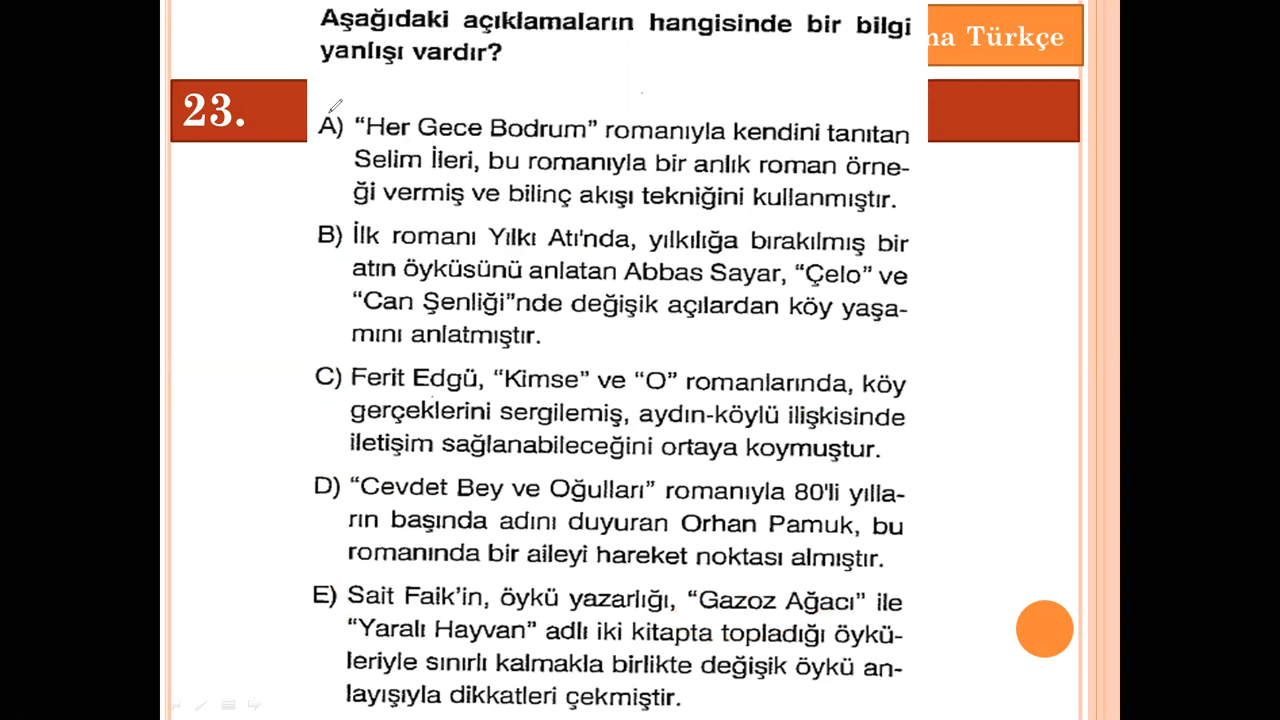 Aşağıdaki açıklamaların hangisinde bir bilgi
yanlışı vardır?
na Türkçe
23.
A) “Her Gece Bodrum” romanıyla kendini tanıtan
Selim İleri, bu romanıyla bir anlık roman örne-
ği vermiş ve bilinç akışı tekniğini kullanmıştır.
B) İlk romanı Yılkı Atı'nda, yılkılığa bırakılmış bir
atın öyküsünü anlatan Abbas Sayar, “Çelo” ve
“Can Şenliği”nde değişik açılardan köy yaşa-
mını anlatmıştır.
C) Ferit Edgü, “Kimse” ve “O” romanlarında, köy
gerçeklerini sergilemiş, aydın-köylü ilişkisinde
iletişim sağlanabileceğini ortaya koymuştur.
D) “Cevdet Bey ve Oğulları” romanıyla 80'li yılla-
rın başında adını duyuran Orhan Pamuk, bu
romanında bir aileyi hareket noktası almıştır.
E) Sait Faik'in, öykü yazarlığı, “Gazoz Ağacı” ile
“Yaralı Hayvan” adlı iki kitapta topladığı öykü-
leriyle sınırlı kalmakla birlikte değişik öykü an-
layışıyla dikkatleri çekmiştir.